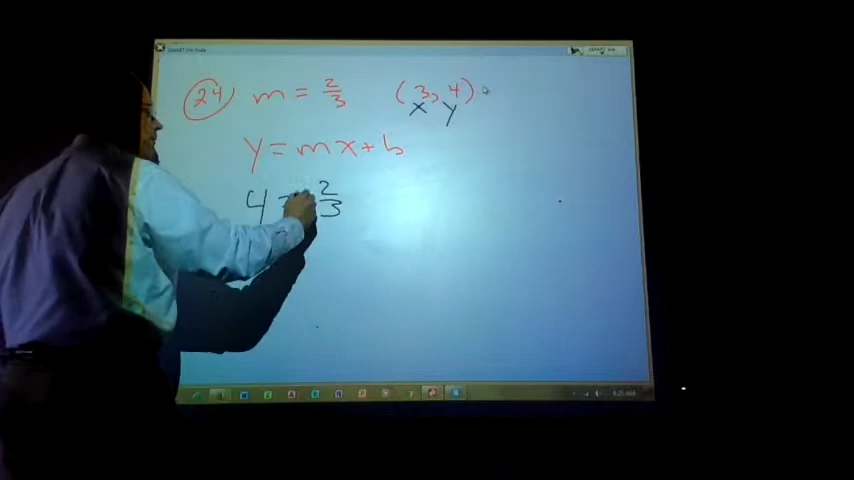 24 m = 2/3 (3, 4)
x y
y = mx + b
4 = 2/3